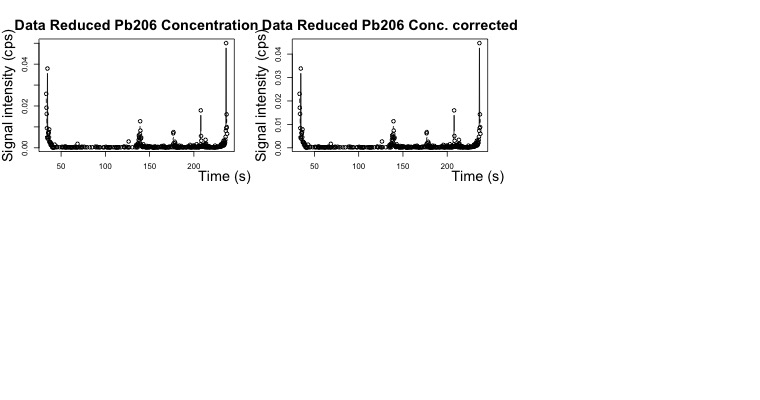 Data Reduced Pb206 Concentration
Signal intensity (cps)
0.00
0.02
0.04
50
100
150
200
Time (s)
Data Reduced Pb206 Conc. corrected
Signal intensity (cps)
0.00
0.01
0.02
0.03
0.04
50
100
150
200
Time (s)